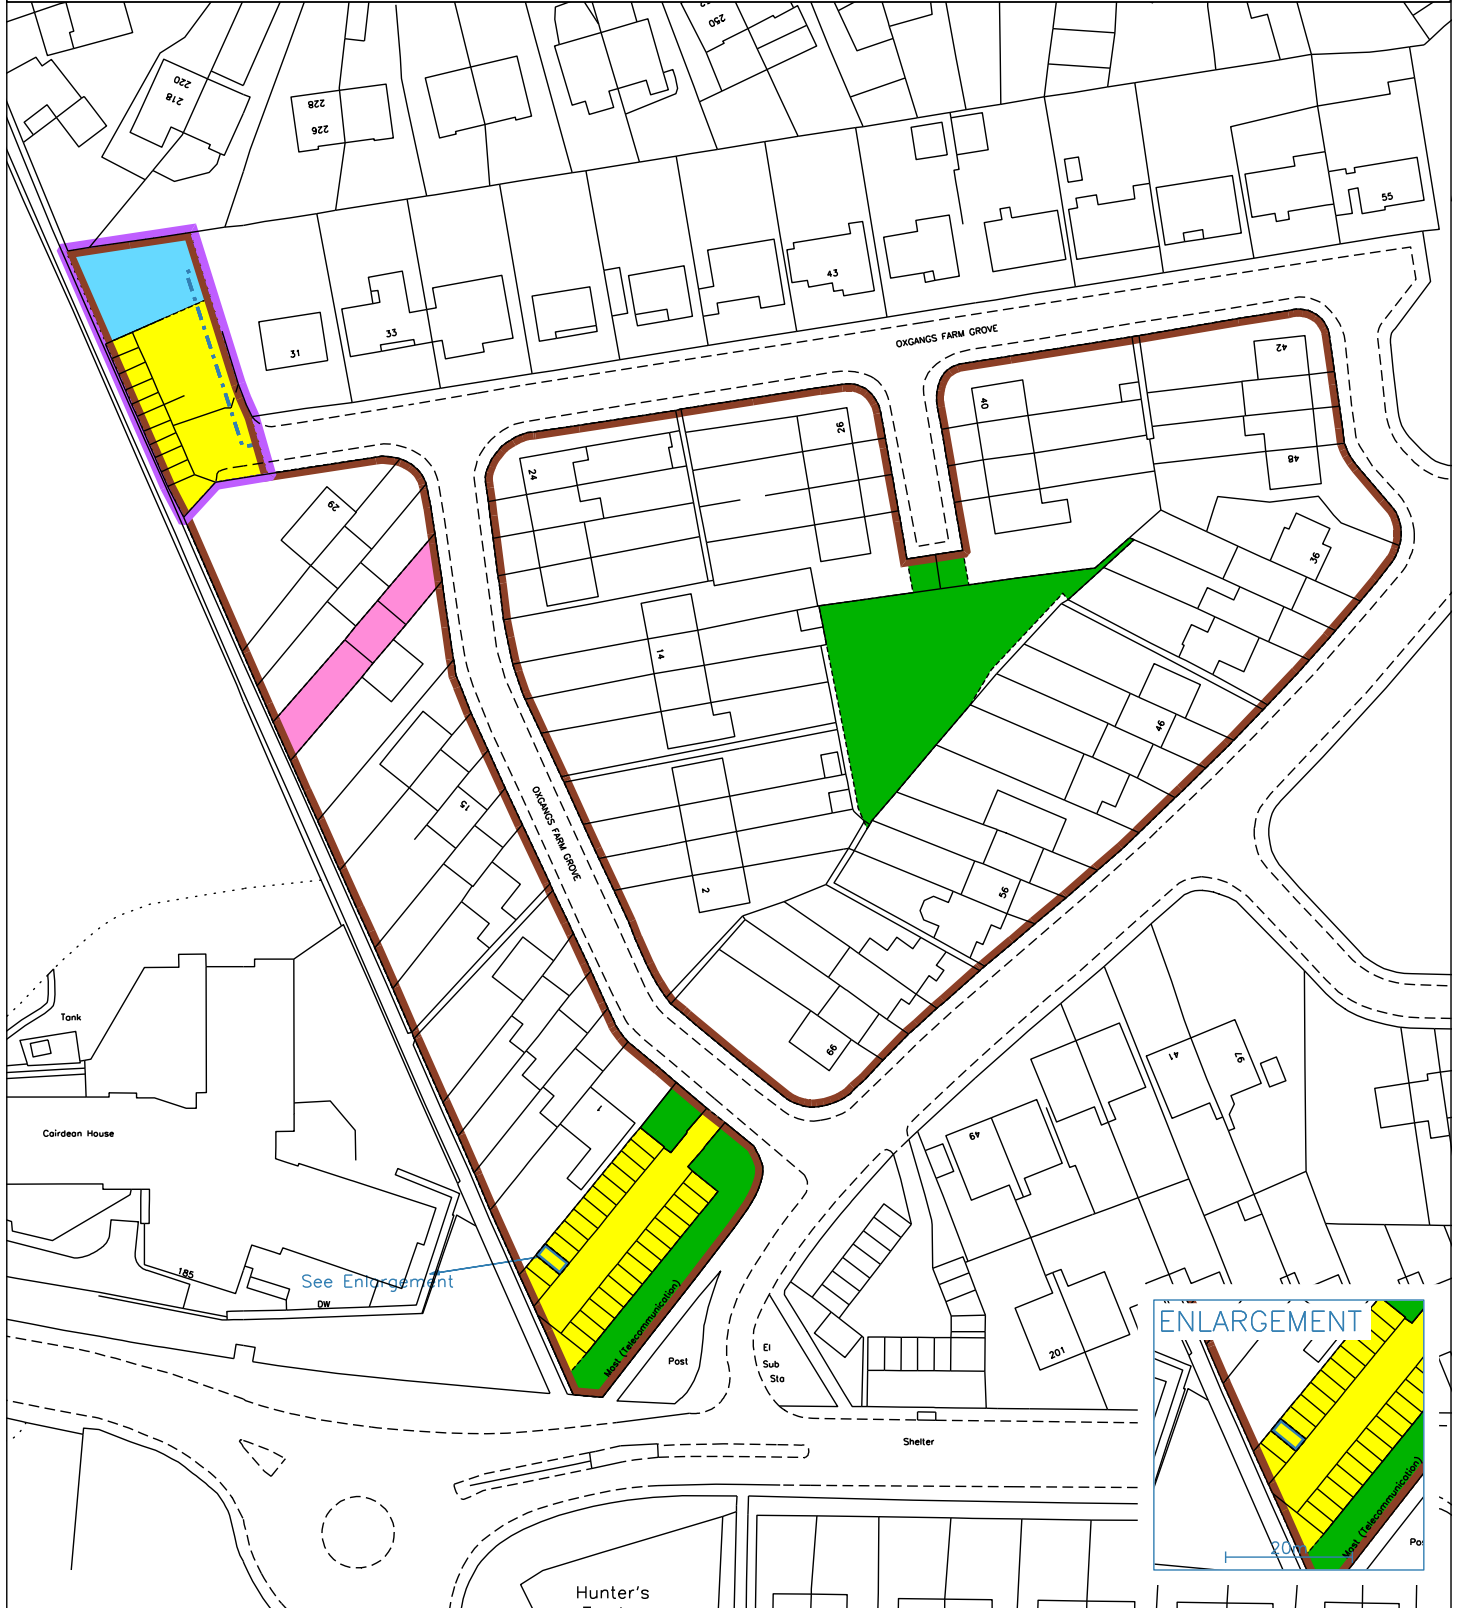 250
220
218
228
226
55
43
33
31
OXGANGS FARM GROVE
42
40
26
24
48
29
36
14
46
15
OXGANGS FARM GROVE
2
56
66
Tank
41
97
1
49
Cairdean House
185
See Enlargement
DW
Mast (Telecommunication)
Post
El
Sub
Sta
201
Shelter
ENLARGEMENT
Mast (Telecommunication)
Pos
20m
Hunter's